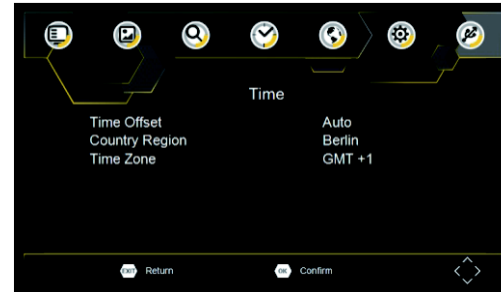 Time
Time Offset Auto
Country Region Berlin
Time Zone GMT +1
EXIT Return OK Confirm